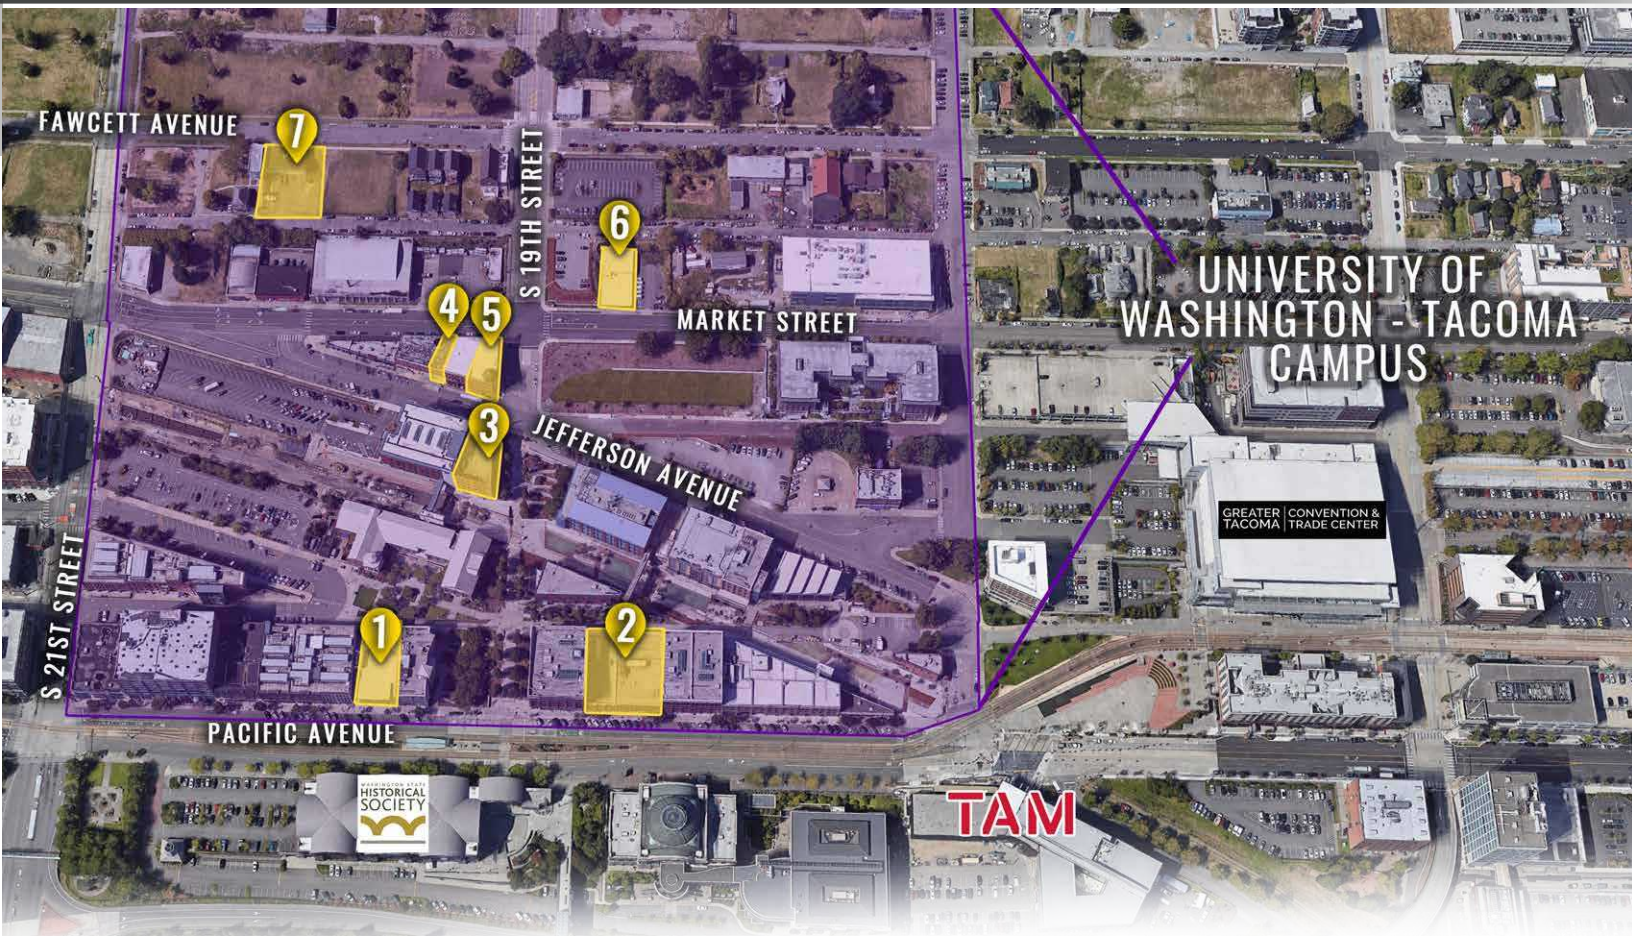 FAWCETT AVENUE
7
S 19TH STREET
6
4
5
MARKET STREET
UNIVERSITY OF
WASHINGTON - TACOMA
CAMPUS
3
JEFFERSON AVENUE
GREATER
TACOMA
CONVENTION &
TRADE CENTER
S 21ST STREET
1
2
PACIFIC AVENUE
WASHINGTON STATE
HISTORICAL
SOCIETY
TAM